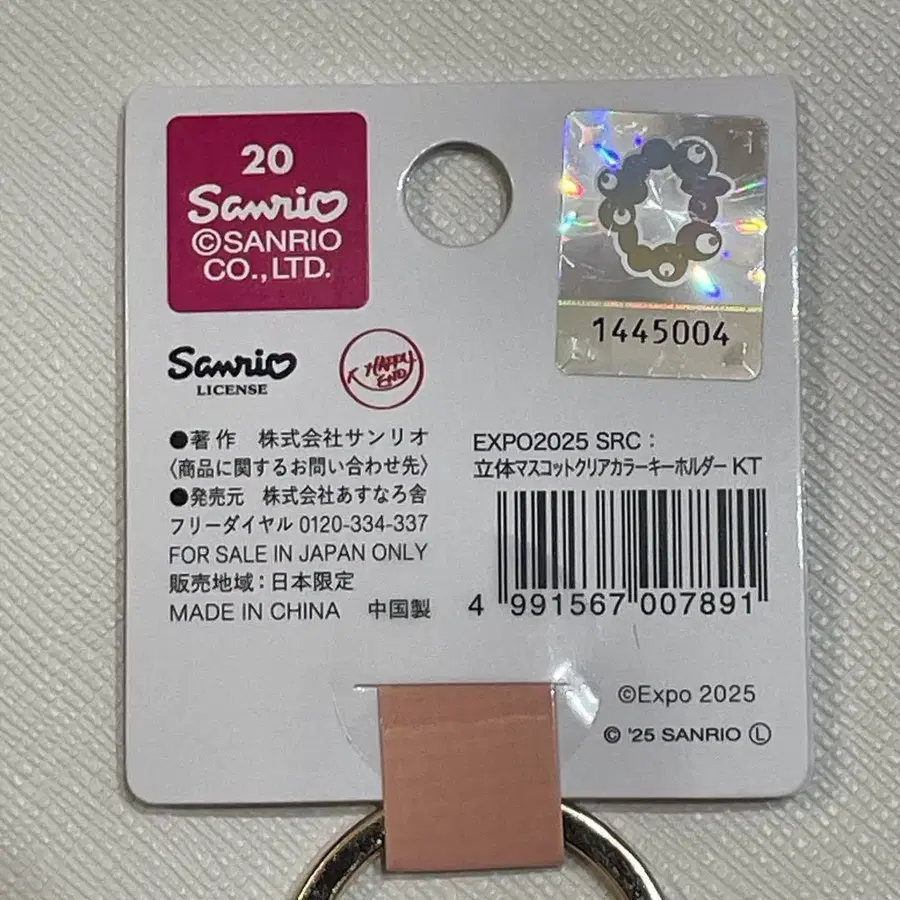 20
Sanrio
©SANRIO
CO.,LTD.
1445004
Sanrio
LICENSE
HAPPY
END
●著作 株式会社サンリオ
〈商品に関するお問い合わせ先〉
●発売元 株式会社あすなろ舎
フリーダイヤル 0120-334-337
FOR SALE IN JAPAN ONLY
販売地域：日本限定
MADE IN CHINA 中国製
EXPO2025 SRC：
立体マスコットクリアカラーキーホルダー KT
4 991567 007891
©Expo 2025
© '25 SANRIO Ⓛ